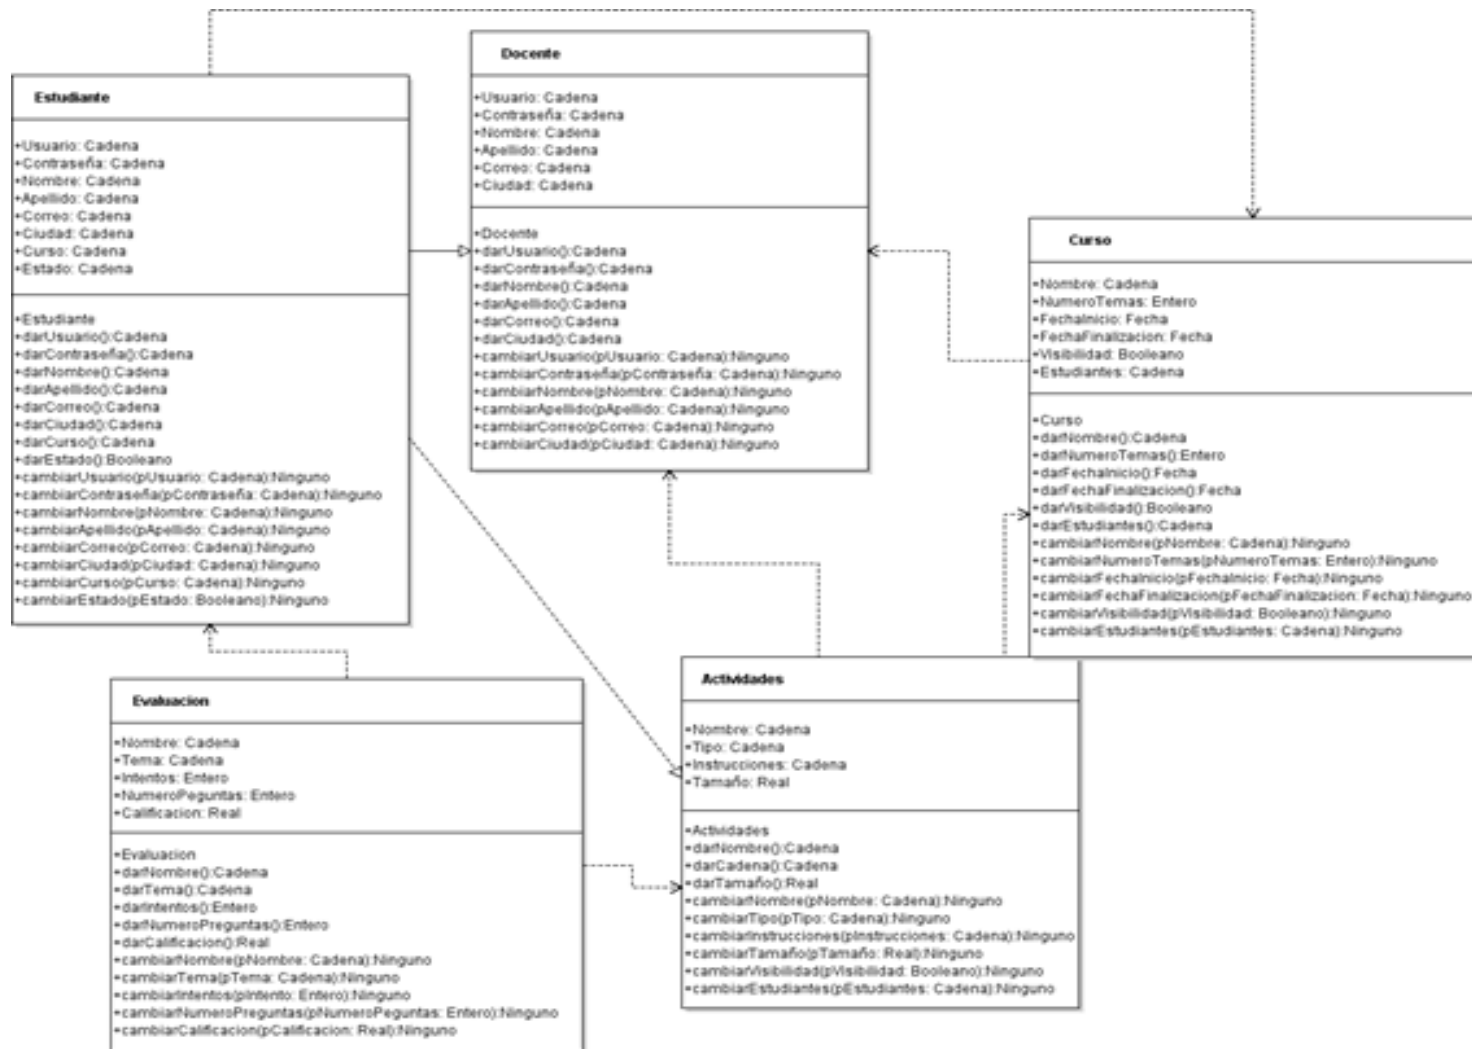 Docente
+Usuario: Cadena
+Contraseña: Cadena
+Nombre: Cadena
+Apellido: Cadena
+Correo: Cadena
+Ciudad: Cadena
+Docente
+darUsuario():Cadena
+darContraseña():Cadena
+darNombre():Cadena
+darApellido():Cadena
+darCorreo():Cadena
+darCiudad():Cadena
+cambiarUsuario(pUsuario: Cadena):Ninguno
+cambiarContraseña(pContraseña: Cadena):Ninguno
+cambiarNombre(pNombre: Cadena):Ninguno
+cambiarApellido(pApellido: Cadena):Ninguno
+cambiarCorreo(pCorreo: Cadena):Ninguno
+cambiarCiudad(pCiudad: Cadena):Ninguno
Estudiante
+Usuario: Cadena
+Contraseña: Cadena
+Nombre: Cadena
+Apellido: Cadena
+Correo: Cadena
+Ciudad: Cadena
+Curso: Cadena
+Estado: Cadena
+Estudiante
+darUsuario():Cadena
+darContraseña():Cadena
+darNombre():Cadena
+darApellido():Cadena
+darCorreo():Cadena
+darCiudad():Cadena
+darCurso():Cadena
+darEstado():Booleano
+cambiarUsuario(pUsuario: Cadena):Ninguno
+cambiarContraseña(pContraseña: Cadena):Ninguno
+cambiarNombre(pNombre: Cadena):Ninguno
+cambiarApellido(pApellido: Cadena):Ninguno
+cambiarCorreo(pCorreo: Cadena):Ninguno
+cambiarCiudad(pCiudad: Cadena):Ninguno
+cambiarCurso(pCurso: Cadena):Ninguno
+cambiarEstado(pEstado: Booleano):Ninguno
Curso
+Nombre: Cadena
+NumeroTemas: Entero
+FechaInicio: Fecha
+FechaFinalizacion: Fecha
+Visibilidad: Booleano
+Estudiantes: Cadena
+Curso
+darNombre():Cadena
+darNumeroTemas():Entero
+darFechaInicio():Fecha
+darFechaFinalizacion():Fecha
+darVisibilidad():Booleano
+darEstudiantes():Cadena
+cambiarNombre(pNombre: Cadena):Ninguno
+cambiarNumeroTemas(pNumeroTemas: Entero):Ninguno
+cambiarFechaInicio(pFechaInicio: Fecha):Ninguno
+cambiarFechaFinalizacion(pFechaFinalizacion: Fecha):Ninguno
+cambiarVisibilidad(pVisibilidad: Booleano):Ninguno
+cambiarEstudiantes(pEstudiantes: Cadena):Ninguno
Evaluacion
+Nombre: Cadena
+Tema: Cadena
+Intentos: Entero
+NumeroPeguntas: Entero
+Calificacion: Real
+Evaluacion
+darNombre():Cadena
+darTema():Cadena
+darIntentos():Entero
+darNumeroPreguntas():Entero
+darCalificacion():Real
+cambiarNombre(pNombre: Cadena):Ninguno
+cambiarTema(pTema: Cadena):Ninguno
+cambiarIntentos(pIntento: Entero):Ninguno
+cambiarNumeroPreguntas(pNumeroPeguntas: Entero):Ninguno
+cambiarCalificacion(pCalificacion: Real):Ninguno
Actividades
+Nombre: Cadena
+Tipo: Cadena
+Instrucciones: Cadena
+Tamaño: Real
+Actividades
+darNombre():Cadena
+darCadena():Cadena
+darTamaño():Real
+cambiarNombre(pNombre: Cadena):Ninguno
+cambiarTipo(pTipo: Cadena):Ninguno
+cambiarInstrucciones(pInstrucciones: Cadena):Ninguno
+cambiarTamaño(pTamaño: Real):Ninguno
+cambiarVisibilidad(pVisibilidad: Booleano):Ninguno
+cambiarEstudiantes(pEstudiantes: Cadena):Ninguno